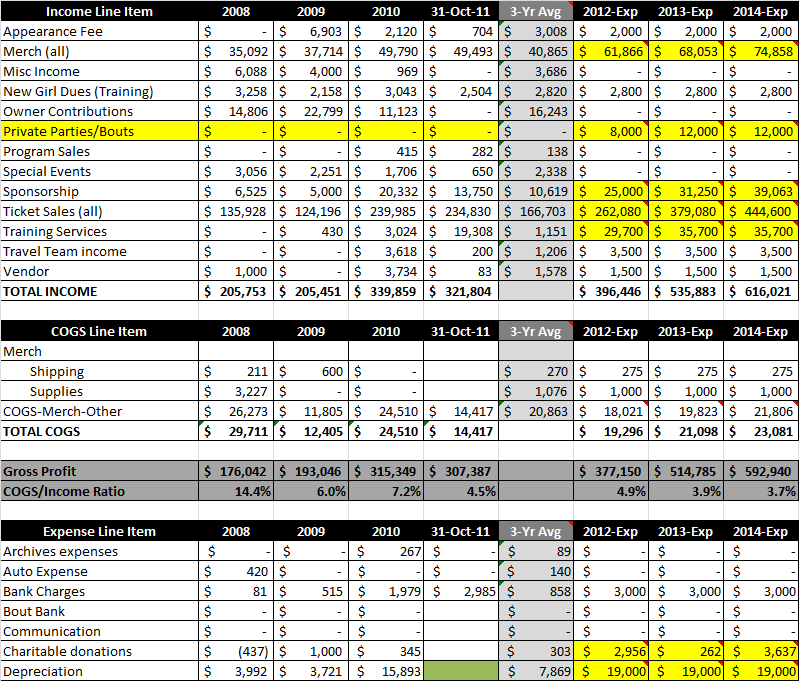 Income Line Item 2008 2009 2010 31-Oct-11 3-Yr Avg 2012-Exp 2013-Exp 2014-Exp
Appearance Fee $ - $ 6,903 $ 2,120 $ 704 $ 3,008 $ 2,000 $ 2,000 $ 2,000
Merch (all) $ 35,092 $ 37,714 $ 49,790 $ 49,493 $ 40,865 $ 61,866 $ 68,053 $ 74,858
Misc Income $ 6,088 $ 4,000 $ 969 $ - $ 3,686 $ - $ - $ -
New Girl Dues (Training) $ 3,258 $ 2,158 $ 3,043 $ 2,504 $ 2,820 $ 2,800 $ 2,800 $ 2,800
Owner Contributions $ 14,806 $ 22,799 $ 11,123 $ - $ 16,243 $ - $ - $ -
Private Parties/Bouts $ - $ - $ - $ - $ - $ 8,000 $ 12,000 $ 12,000
Program Sales $ - $ - $ 415 $ 282 $ 138 $ - $ - $ -
Special Events $ 3,056 $ 2,251 $ 1,706 $ 650 $ 2,338 $ - $ - $ -
Sponsorship $ 6,525 $ 5,000 $ 20,332 $ 13,750 $ 10,619 $ 25,000 $ 31,250 $ 39,063
Ticket Sales (all) $ 135,928 $ 124,196 $ 239,985 $ 234,830 $ 166,703 $ 262,080 $ 379,080 $ 444,600
Training Services $ - $ 430 $ 3,024 $ 19,308 $ 1,151 $ 29,700 $ 35,700 $ 35,700
Travel Team income $ - $ - $ 3,618 $ 200 $ 1,206 $ 3,500 $ 3,500 $ 3,500
Vendor $ 1,000 $ - $ 3,734 $ 83 $ 1,578 $ 1,500 $ 1,500 $ 1,500
TOTAL INCOME $ 205,753 $ 205,451 $ 339,859 $ 321,804 $ 396,446 $ 535,883 $ 616,021
COGS Line Item 2008 2009 2010 31-Oct-11 3-Yr Avg 2012-Exp 2013-Exp 2014-Exp
Merch
Shipping $ 211 $ 600 $ - $ 270 $ 275 $ 275 $ 275
Supplies $ 3,227 $ - $ - $ 1,076 $ 1,000 $ 1,000 $ 1,000
COGS-Merch-Other $ 26,273 $ 11,805 $ 24,510 $ 14,417 $ 20,863 $ 18,021 $ 19,823 $ 21,806
TOTAL COGS $ 29,711 $ 12,405 $ 24,510 $ 14,417 $ 19,296 $ 21,098 $ 23,081
Gross Profit $ 176,042 $ 193,046 $ 315,349 $ 307,387 $ 377,150 $ 514,785 $ 592,940
COGS/Income Ratio 14.4% 6.0% 7.2% 4.5% 4.9% 3.9% 3.7%
Expense Line Item 2008 2009 2010 31-Oct-11 3-Yr Avg 2012-Exp 2013-Exp 2014-Exp
Archives expenses $ - $ - $ 267 $ - $ 89 $ - $ - $ -
Auto Expense $ 420 $ - $ - $ - $ 140 $ - $ - $ -
Bank Charges $ 81 $ 515 $ 1,979 $ 2,985 $ 858 $ 3,000 $ 3,000 $ 3,000
Bout Bank $ - $ - $ - $ - $ - $ - $ -
Communication $ - $ - $ - $ - $ - $ - $ -
Charitable donations $ (437) $ 1,000 $ 345 $ 303 $ 2,956 $ 262 $ 3,637
Depreciation $ 3,992 $ 3,721 $ 15,893 $ 7,869 $ 19,000 $ 19,000 $ 19,000